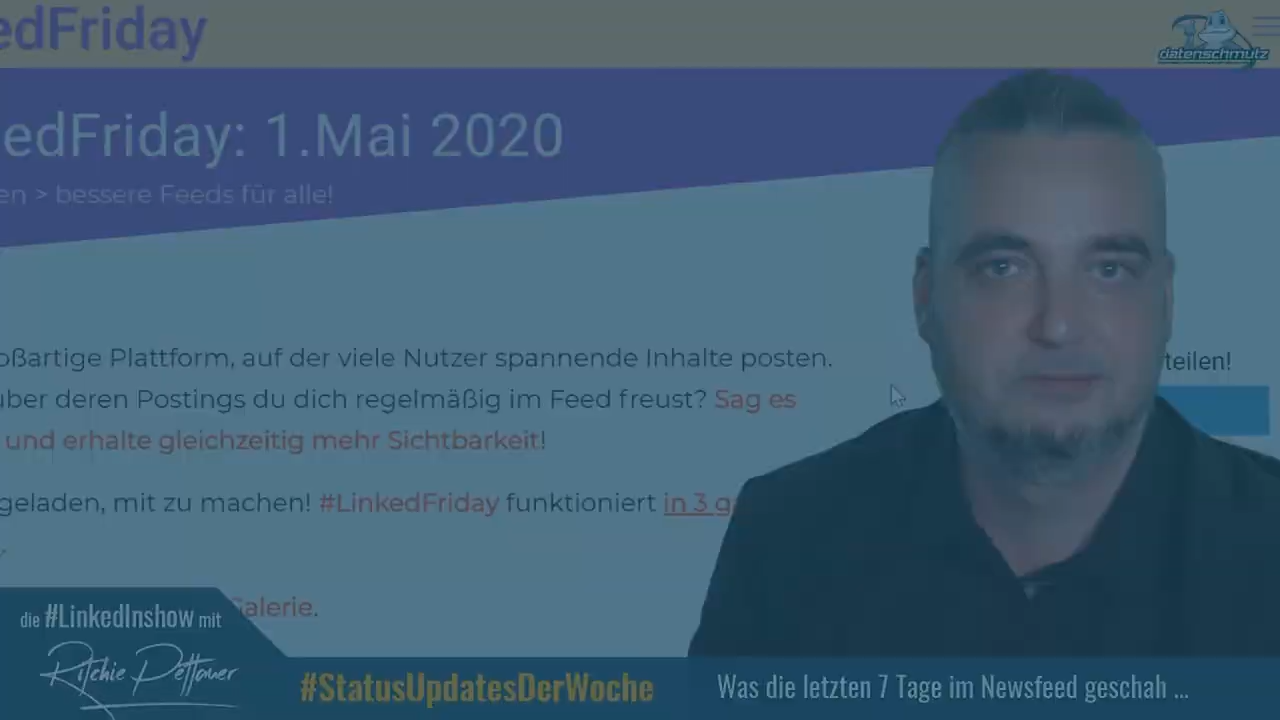 edFriday
datenschmutz
edFriday: 1.Mai 2020
en > bessere Feeds für alle!
oßartige Plattform, auf der viele Nutzer spannende Inhalte posten.
teilen!
über deren Postings du dich regelmäßig im Feed freust? Sag es
und erhalte gleichzeitig mehr Sichtbarkeit!
geladen, mit zu machen! #LinkedFriday funktioniert in 3 g
Galerie.
die #LinkedInshow mit
Ritchie Pettauer
#StatusUpdatesDerWoche
Was die letzten 7 Tage im Newsfeed geschah ...